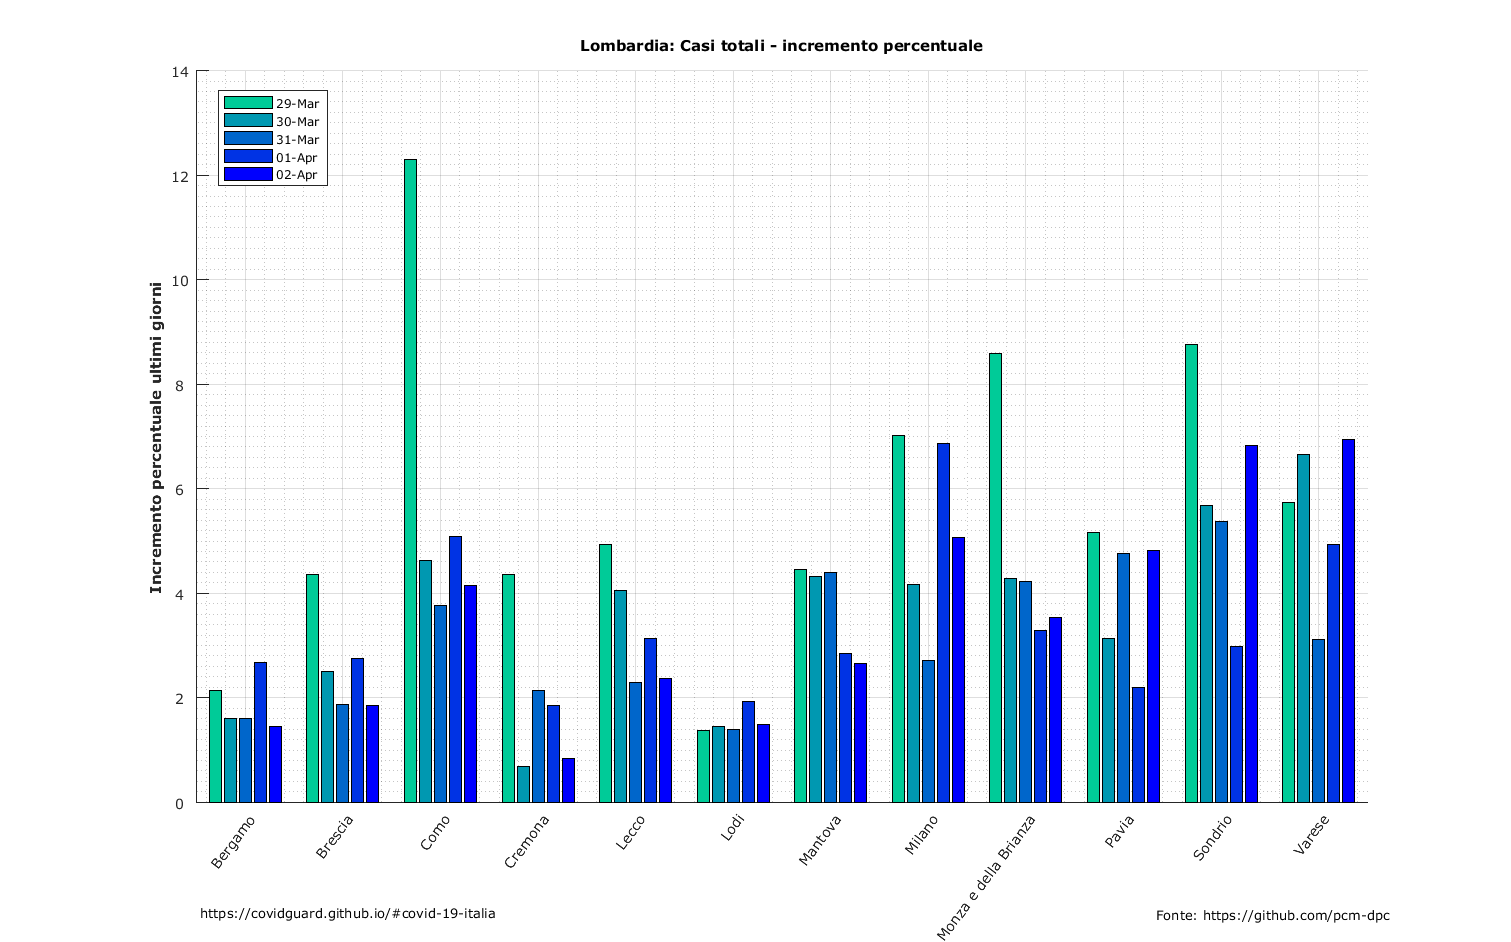 Lombardia: Casi totali - incremento percentuale
14
12
10
8
6
4
2
0
Incremento percentuale ultimi giorni
29-Mar
30-Mar
31-Mar
01-Apr
02-Apr
Bergamo
Brescia
Como
Cremona
Lecco
Lodi
Mantova
Milano
Monza e della Brianza
Pavia
Sondrio
Varese
https://covidguard.github.io/#covid-19-italia
Fonte: https://github.com/pcm-dpc